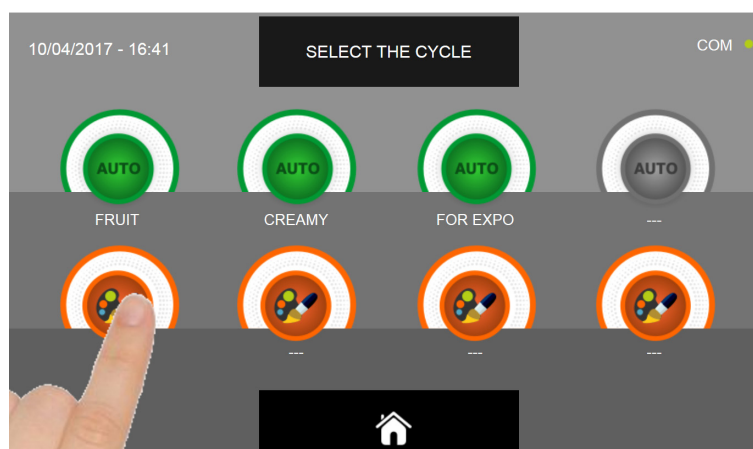 10/04/2017 - 16:41
SELECT THE CYCLE
COM
AUTO
AUTO
AUTO
AUTO
FRUIT
CREAMY
FOR EXPO
---
---
---
---